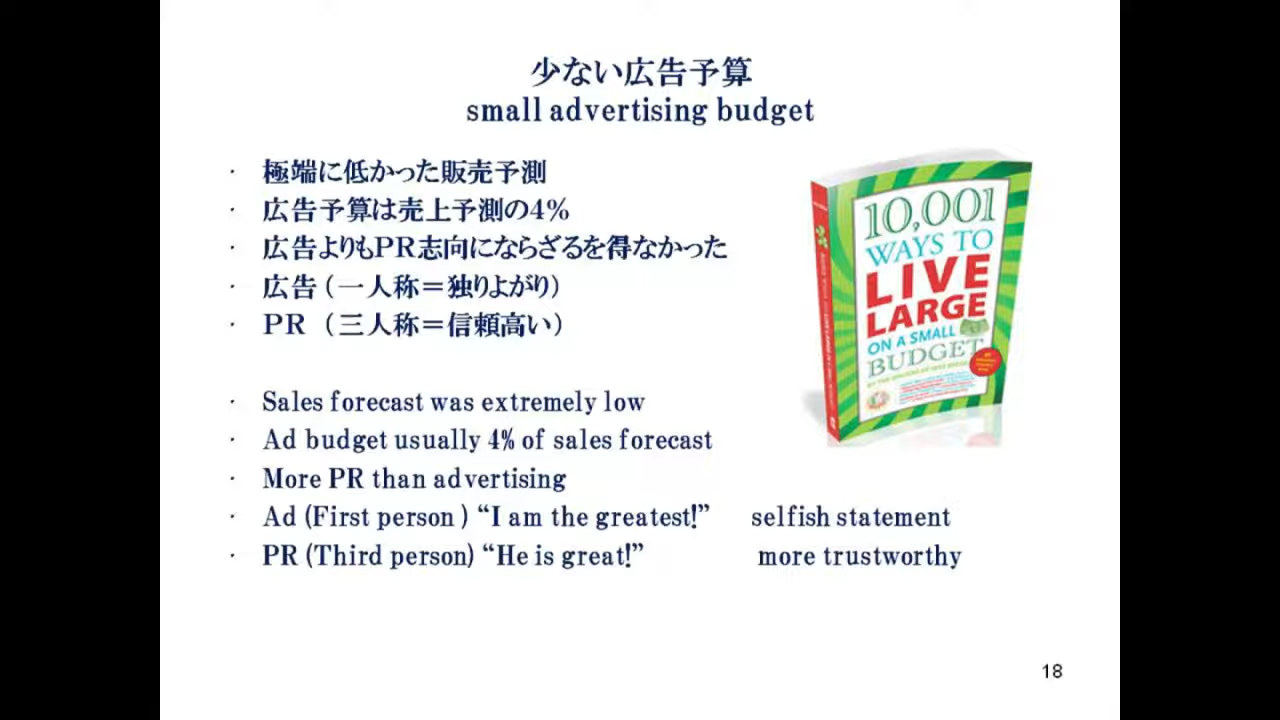 少ない広告予算
small advertising budget
・ 極端に低かった販売予測
・ 広告予算は売上予測の4%
・ 広告よりもPR志向にならざるを得なかった
・ 広告（一人称＝独りよがり）
・ PR （三人称＝信頼高い）
・ Sales forecast was extremely low
・ Ad budget usually 4% of sales forecast
・ More PR than advertising
・ Ad (First person ) “I am the greatest!” selfish statement
・ PR (Third person) “He is great!” more trustworthy
10,001
WAYS TO
LIVE
LARGE
ON A SMALL
BUDGET
18